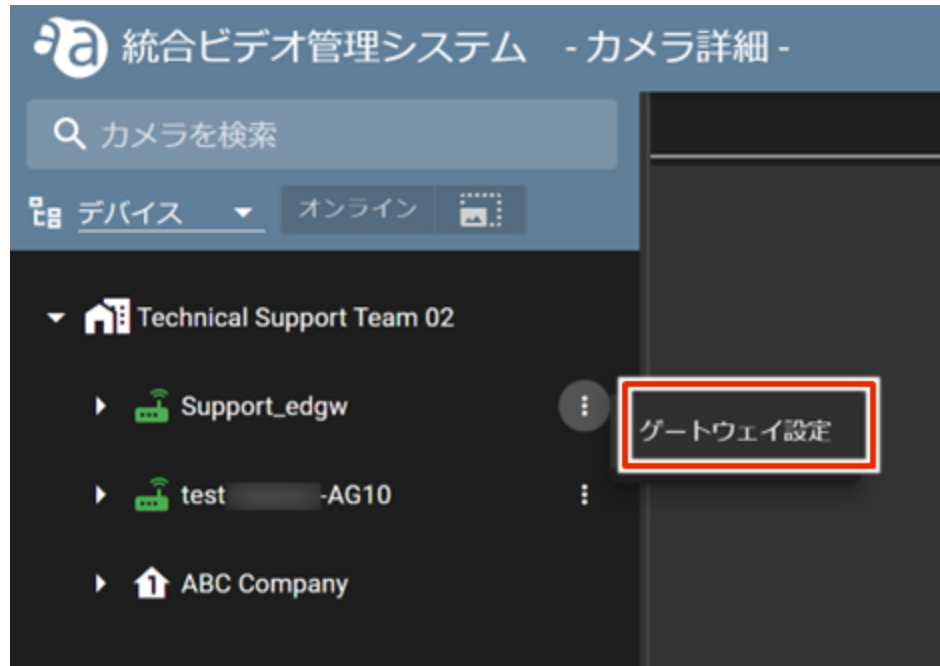 統合ビデオ管理システム - カメラ詳細 -
カメラを検索
デバイス オンライン
Technical Support Team 02
Support_edgw
ゲートウェイ設定
test -AG10
1 ABC Company